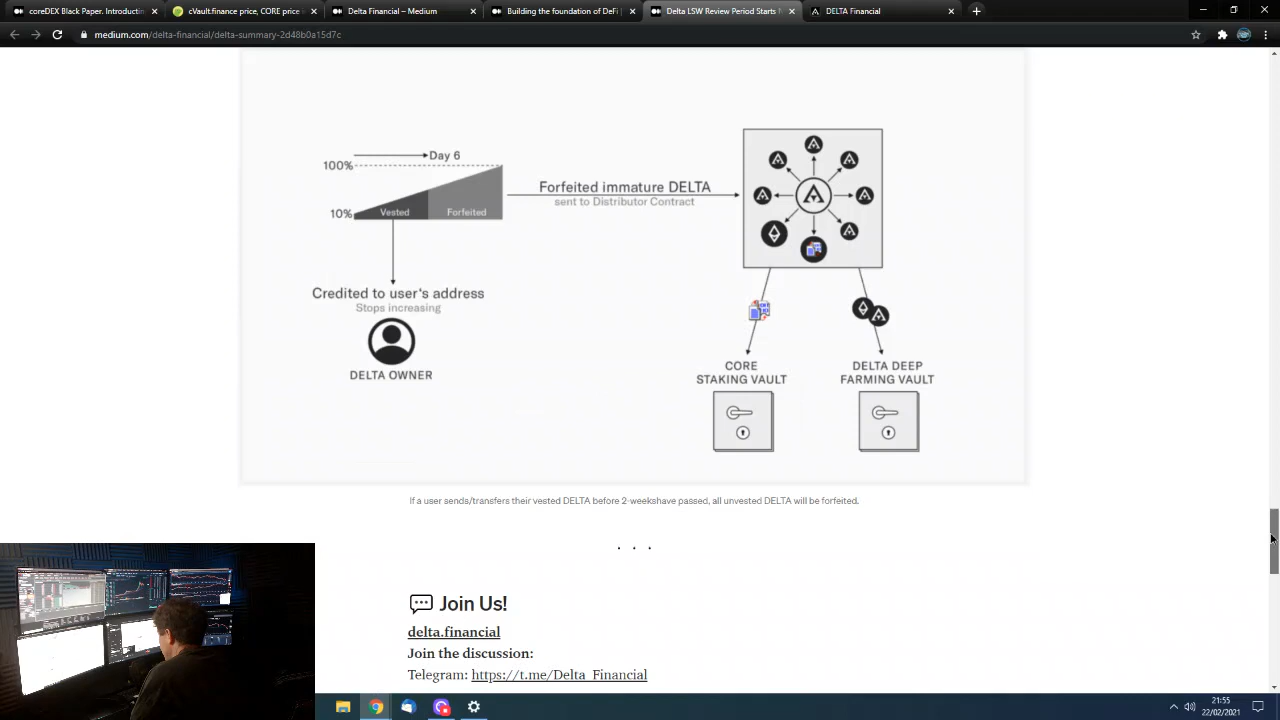 coreDEX Paper. Introducti
cVault finance price, CORE price
Delta Financial – Medium
Building the foundation of DeFi
Delta LSW Review Period Starts
DELTA Financial
medium.com/delta-financial/delta-summary-2d48b0a15d7c
Day 6
100%
10%
Vested
Forfeited
Forfeited immature DELTA
sent to Distributor Contract
Credited to user's address
Stops increasing
DELTA OWNER
CORE
STAKING VAULT
DELTA DEEP
FARMING VAULT
If a user sends/transfers their vested DELTA before 2-weekshave passed, all unvested DELTA will be forfeited.
. . .
Join Us!
delta.financial
Join the discussion:
Telegram: https://t.me/Delta_Financial
21:55
22/02/2021